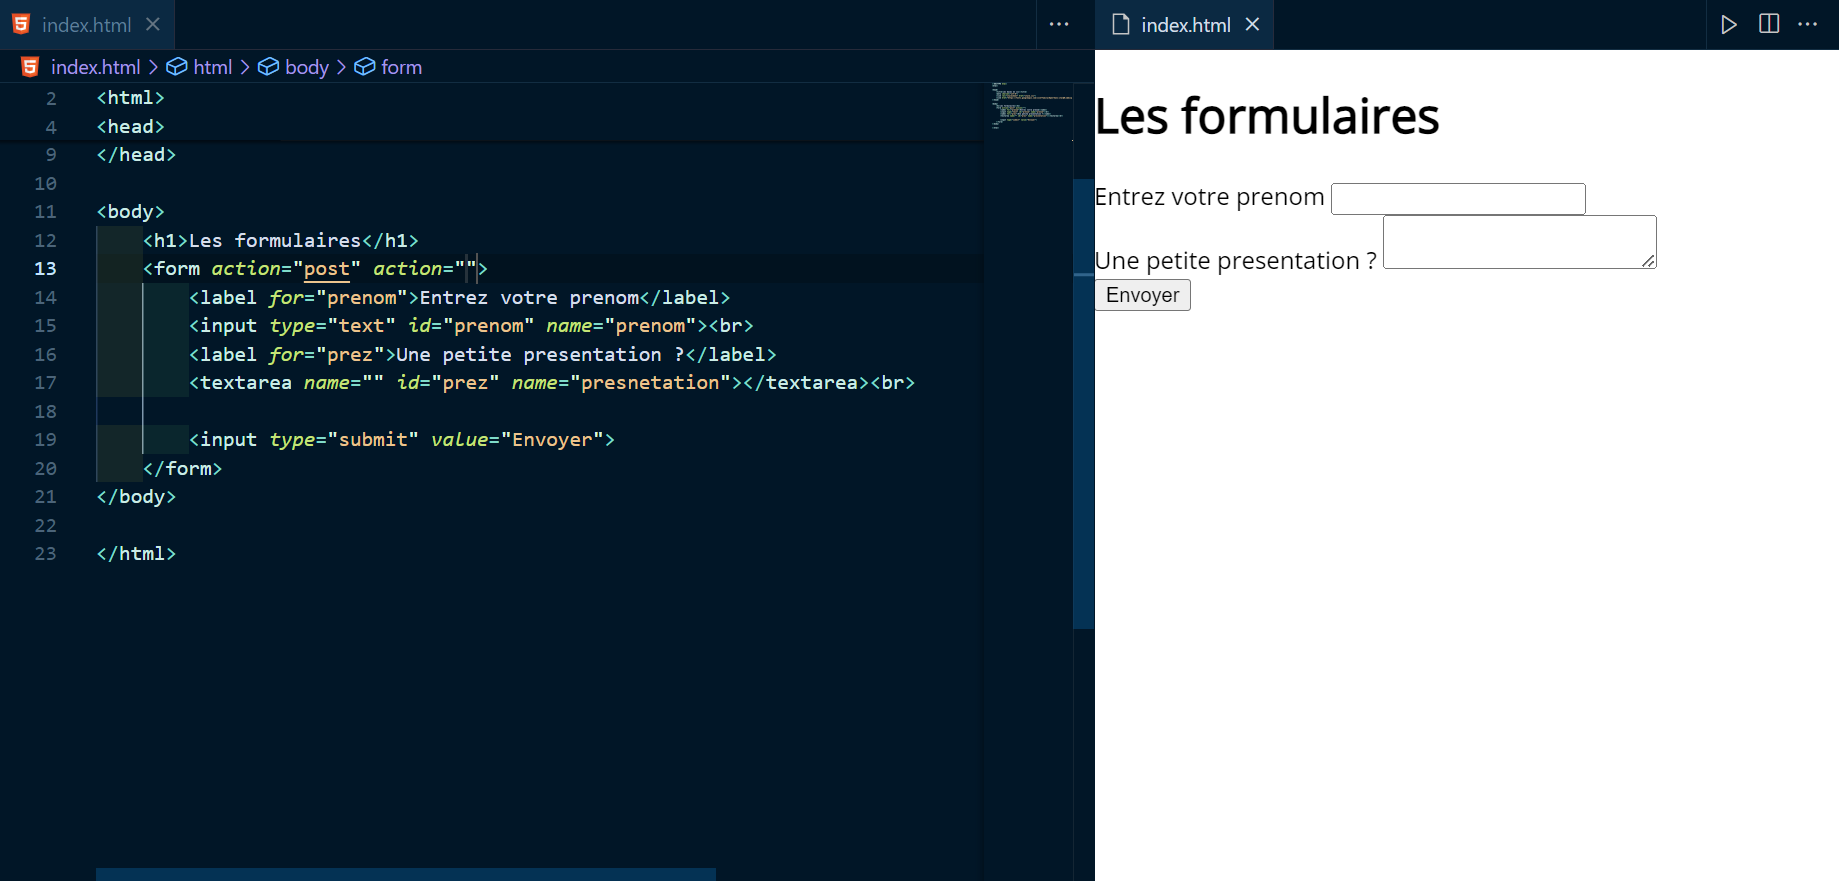 index.html
index.html > html > body > form
2 <html>
4 <head>
9 </head>
10
11 <body>
12 <h1>Les formulaires</h1>
13 <form action="post" action="">
14 <label for="prenom">Entrez votre prenom</label>
15 <input type="text" id="prenom" name="prenom"><br>
16 <label for="prez">Une petite presentation ?</label>
17 <textarea name="" id="prez" name="presnetation"></textarea><br>
18
19 <input type="submit" value="Envoyer">
20 </form>
21 </body>
22
23 </html>
index.html
Les formulaires
Entrez votre prenom
Une petite presentation ?
Envoyer